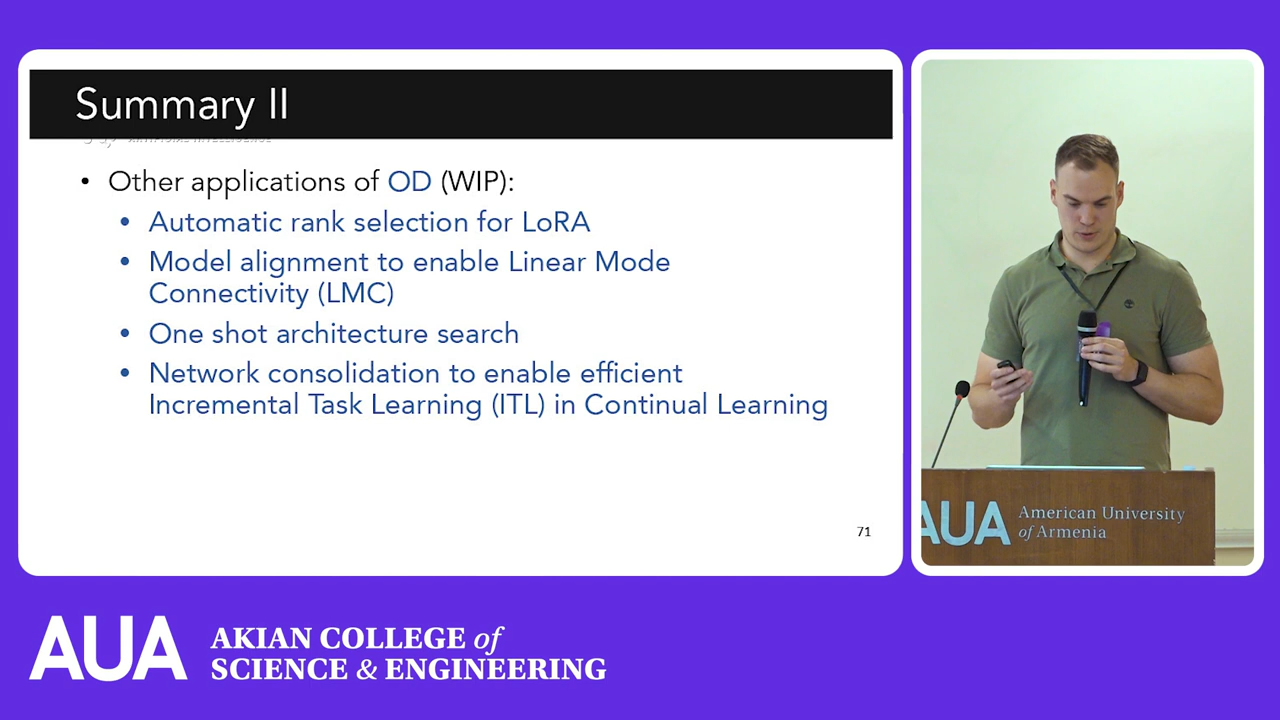 Summary II
ARTIFICIAL INTELLIGENCE
• Other applications of OD (WIP):
• Automatic rank selection for LoRA
• Model alignment to enable Linear Mode
Connectivity (LMC)
• One shot architecture search
• Network consolidation to enable efficient
Incremental Task Learning (ITL) in Continual Learning
71
AUA American University
of Armenia
AUA
AKIAN COLLEGE of
SCIENCE & ENGINEERING